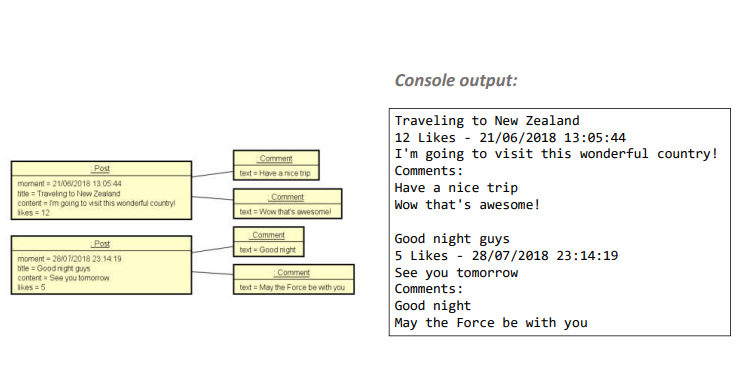 Console output:
: Post
moment = 21/06/2018 13:05:44
title = Traveling to New Zealand
content = I'm going to visit this wonderful country!
likes = 12
: Comment
text = Have a nice trip
: Comment
text = Wow that's awesome!
: Post
moment = 28/07/2018 23:14:19
title = Good night guys
content = See you tomorrow
likes = 5
: Comment
text = Good night
: Comment
text = May the Force be with you
Traveling to New Zealand
12 Likes - 21/06/2018 13:05:44
I'm going to visit this wonderful country!
Comments:
Have a nice trip
Wow that's awesome!
Good night guys
5 Likes - 28/07/2018 23:14:19
See you tomorrow
Comments:
Good night
May the Force be with you